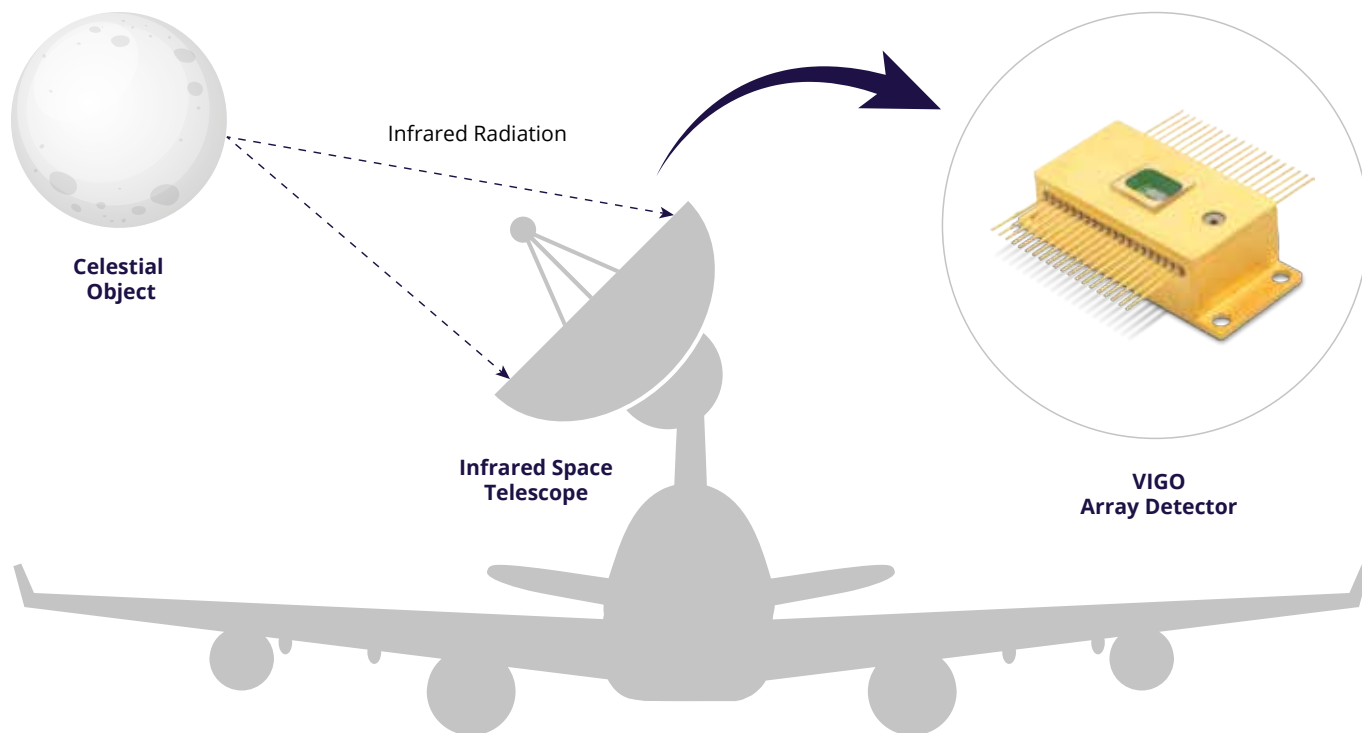 Infrared Radiation
Celestial
Object
Infrared Space
Telescope
VIGO
Array Detector